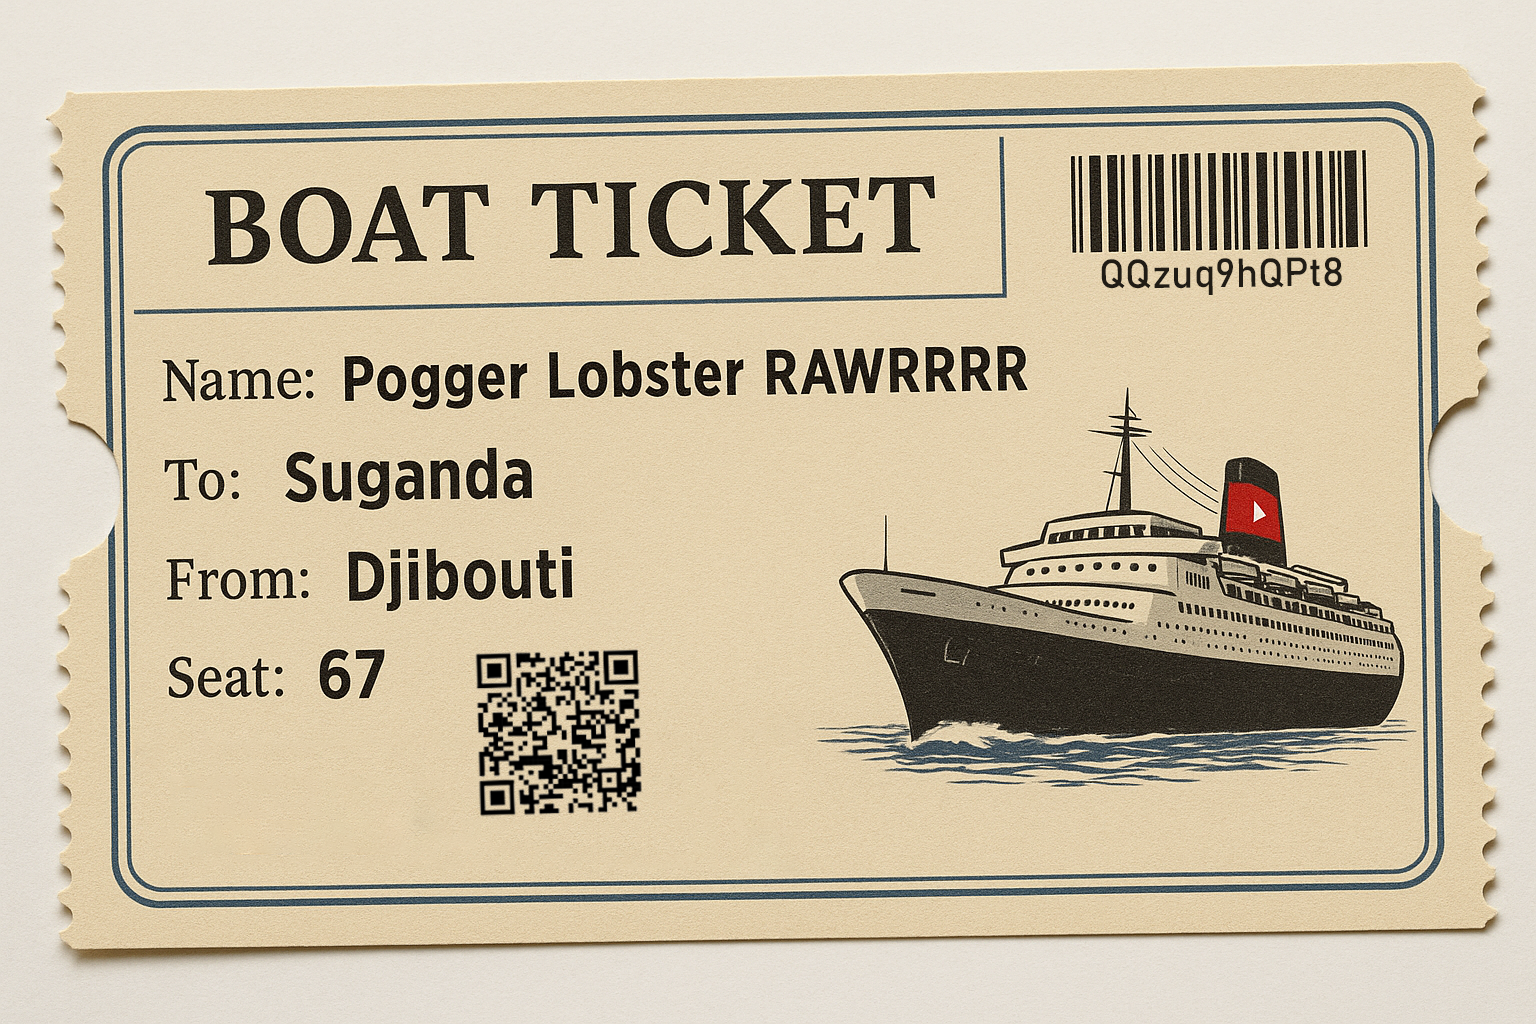 BOAT TICKET
QQzuq9hQPt8
Name: Pogger Lobster RAWRRRR
To: Suganda
From: Djibouti
Seat: 67